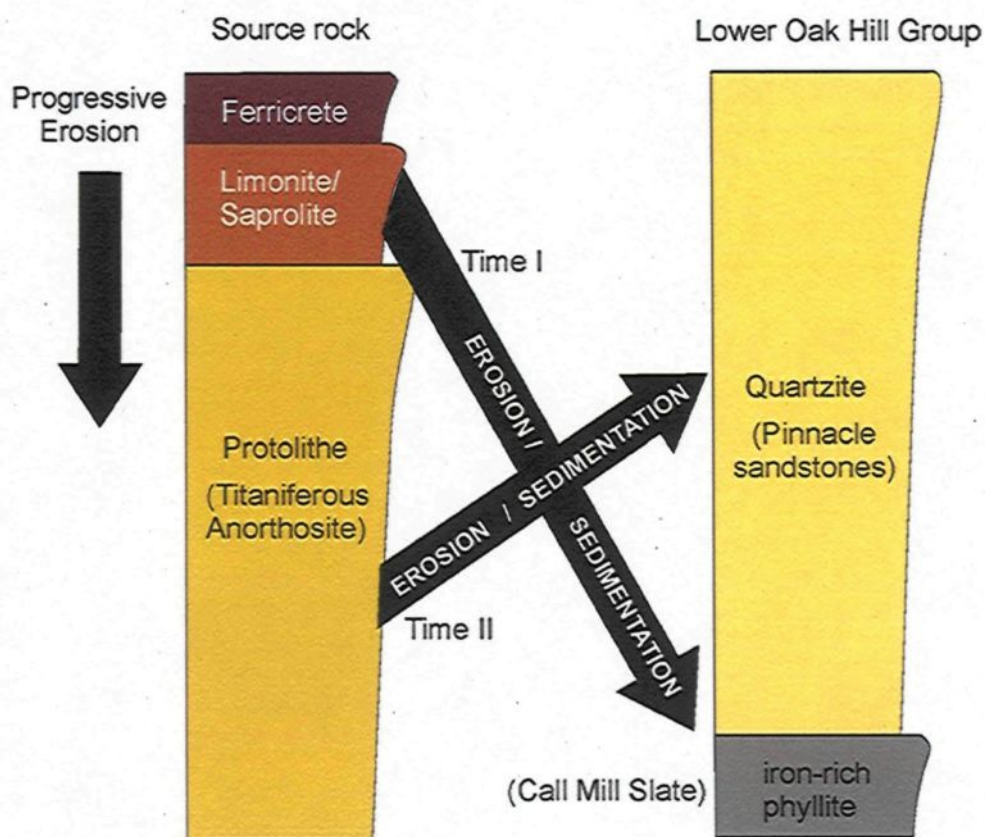 Source rock
Lower Oak Hill Group
Progressive
Erosion
Ferricrete
Limonite/
Saprolite
Time I
EROSION /
SEDIMENTATION
Protolithe
(Titaniferous
Anorthosite)
EROSION / SEDIMENTATION
Time II
Quartzite
(Pinnacle
sandstones)
(Call Mill Slate)
iron-rich
phyllite